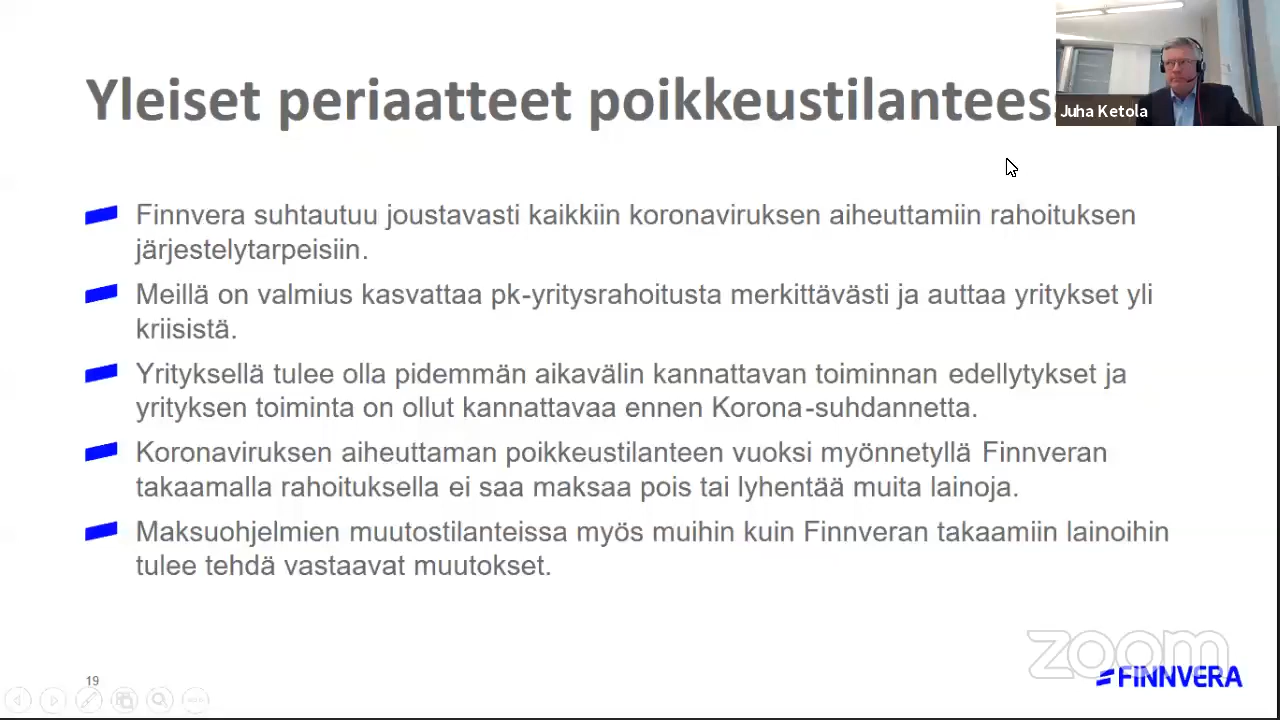 Yleiset periaatteet poikkeustilantees
Juha Ketola
Finnvera suhtautuu joustavasti kaikkiin koronaviruksen aiheuttamiin rahoituksen
järjestelytarpeisiin.
Meillä on valmius kasvattaa pk-yritysrahoitusta merkittävästi ja auttaa yritykset yli
kriisistä.
Yrityksellä tulee olla pidemmän aikavälin kannattavan toiminnan edellytykset ja
yrityksen toiminta on ollut kannattavaa ennen Korona-suhdannetta.
Koronaviruksen aiheuttaman poikkeustilanteen vuoksi myönnetyllä Finnveran
takaamalla rahoituksella ei saa maksaa pois tai lyhentää muita lainoja.
Maksuohjelmien muutostilanteissa myös muihin kuin Finnveran takaamiin lainoihin
tulee tehdä vastaavat muutokset.
zoom
19
FINNVERA